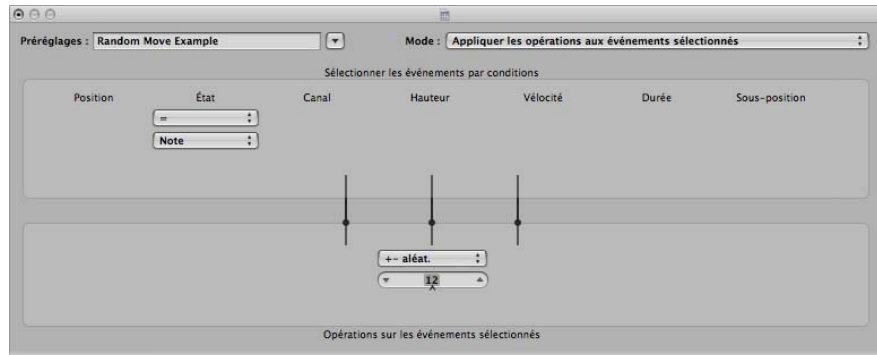 Préréglages : Random Move Example Mode : Appliquer les opérations aux événements sélectionnés
Sélectionner les événements par conditions
Position État Canal Hauteur Vélocité Durée Sous-position
=
Note
+- aléat.
12
Opérations sur les événements sélectionnés